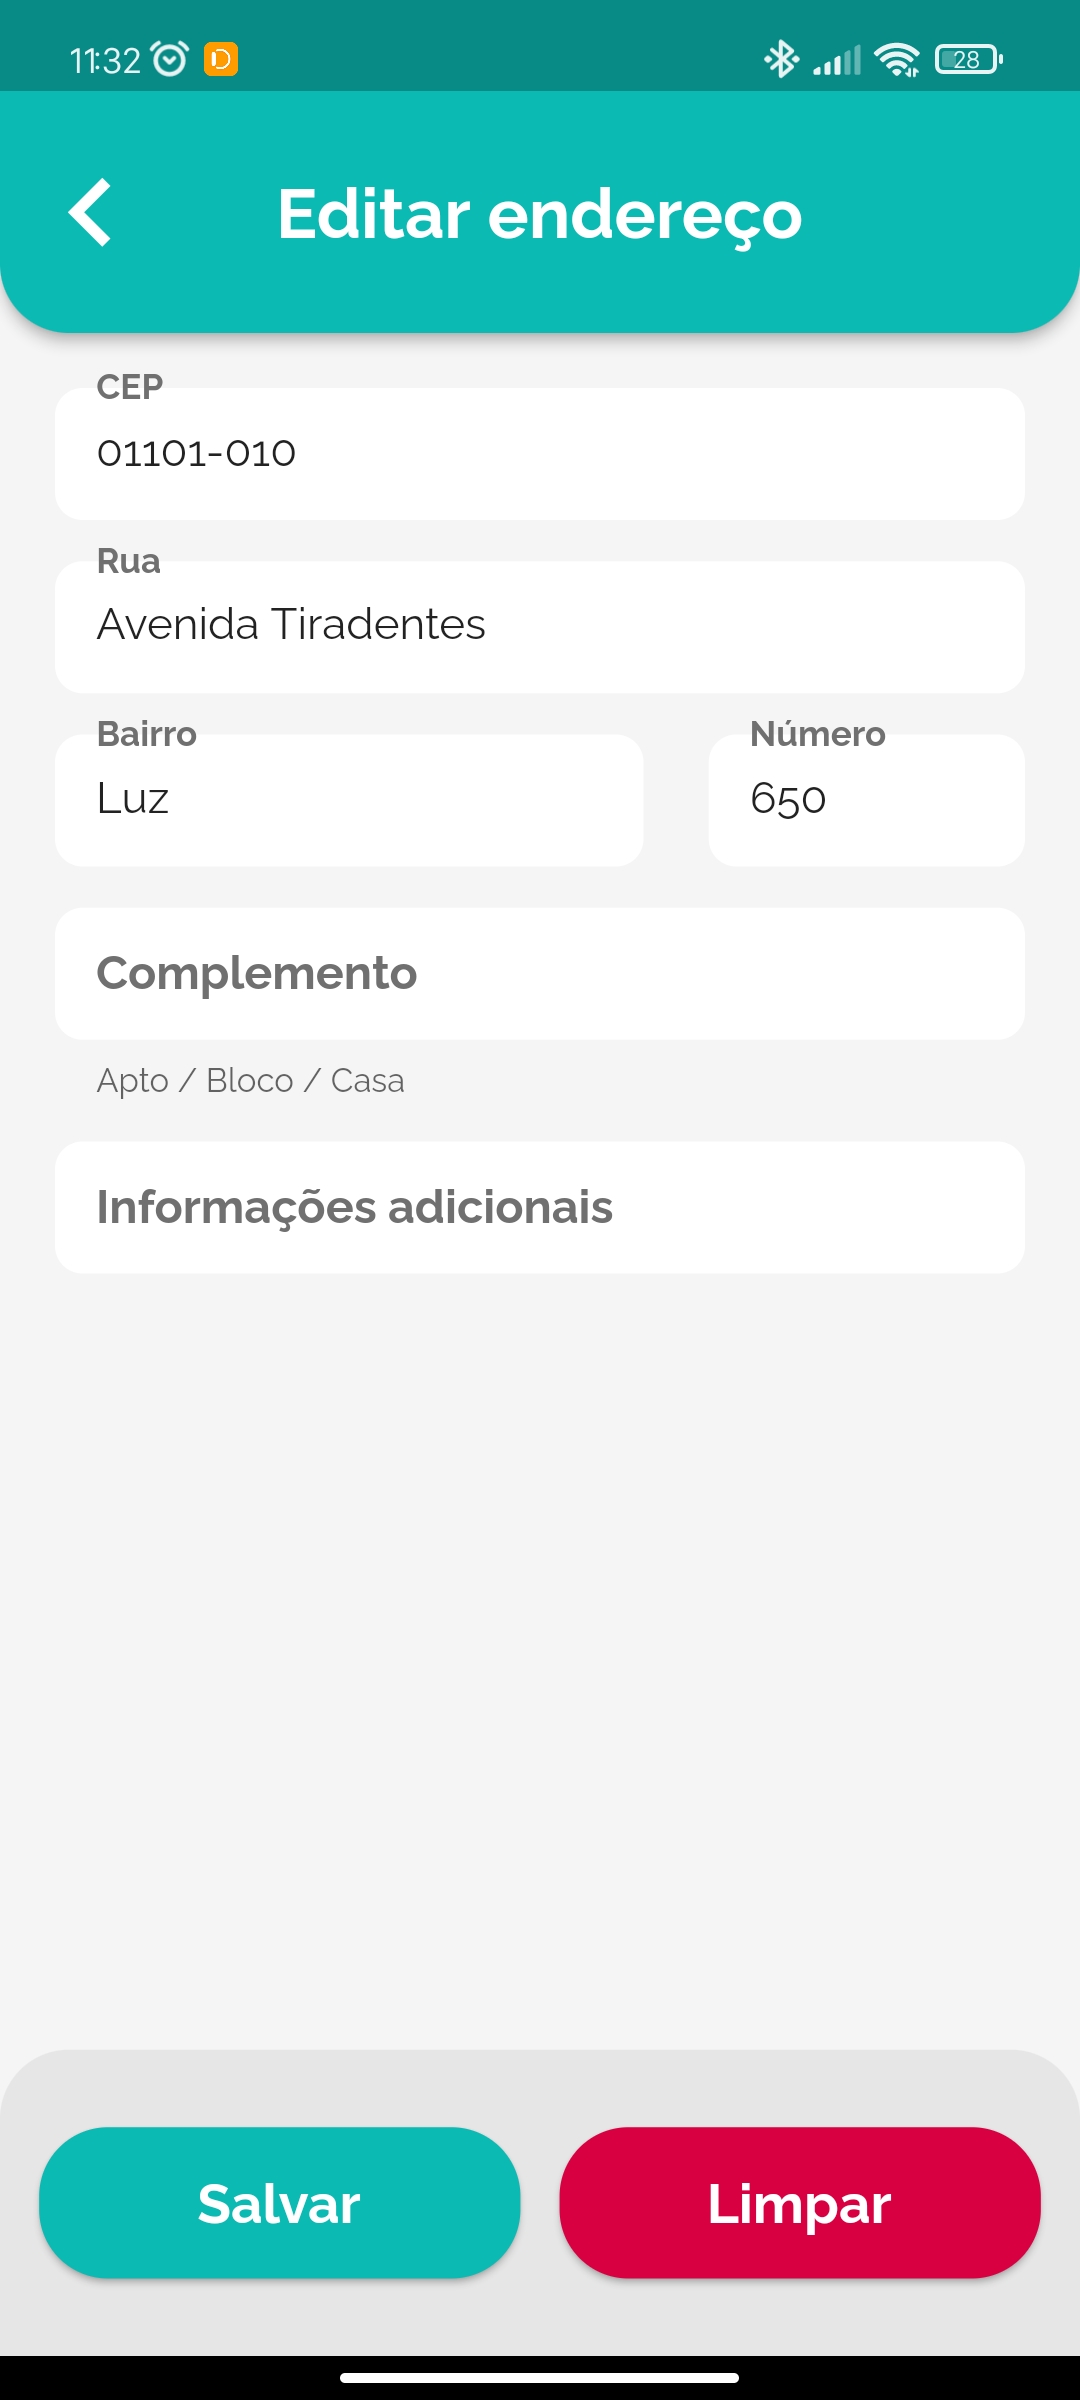 11:32
28
Editar endereço
CEP
01101-010
Rua
Avenida Tiradentes
Bairro
Número
Luz
650
Complemento
Apto / Bloco / Casa
Informações adicionais
Salvar
Limpar